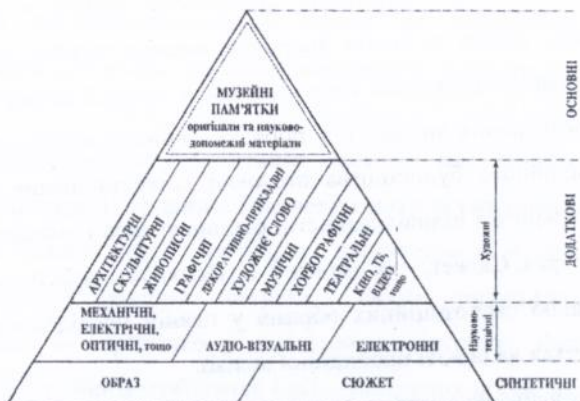 МУЗЕЙНІ
ПАМ'ЯТКИ
оригінали та науково-
допоміжні матеріали
ОСНОВНІ
АРХІТЕКТУРНІ
СКУЛЬПТУРНІ
ЖИВОПИСНІ
ГРАФІЧНІ
ДЕКОРАТИВНО-ПРИКЛАДНІ
ХУДОЖНЄ СЛОВО
МУЗИЧНІ
ХОРЕОГРАФІЧНІ
ТЕАТРАЛЬНІ
КІНО, ТБ,
ВІДЕО
тощо
Художні
ДОДАТКОВІ
МЕХАНІЧНІ,
ЕЛЕКТРИЧНІ,
ОПТИЧНІ, тощо
АУДІО-ВІЗУАЛЬНІ
ЕЛЕКТРОННІ
Науково-
технічні
ОБРАЗ
СЮЖЕТ
СИНТЕТИЧНІ